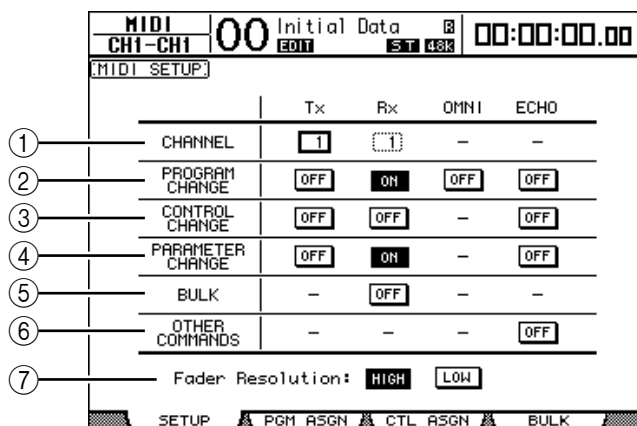 MIDI
CH1-CH1
00
Initial Data R
EDIT ST 48K
00:00:00.00
MIDI SETUP
Tx Rx OMNI ECHO
1 CHANNEL 1 1 – –
2 PROGRAM CHANGE OFF ON OFF OFF
3 CONTROL CHANGE OFF OFF – OFF
4 PARAMETER CHANGE OFF ON – OFF
5 BULK – OFF – –
6 OTHER COMMANDS – – – OFF
7 Fader Resolution: HIGH LOW
SETUP PGM ASGN CTL ASGN BULK